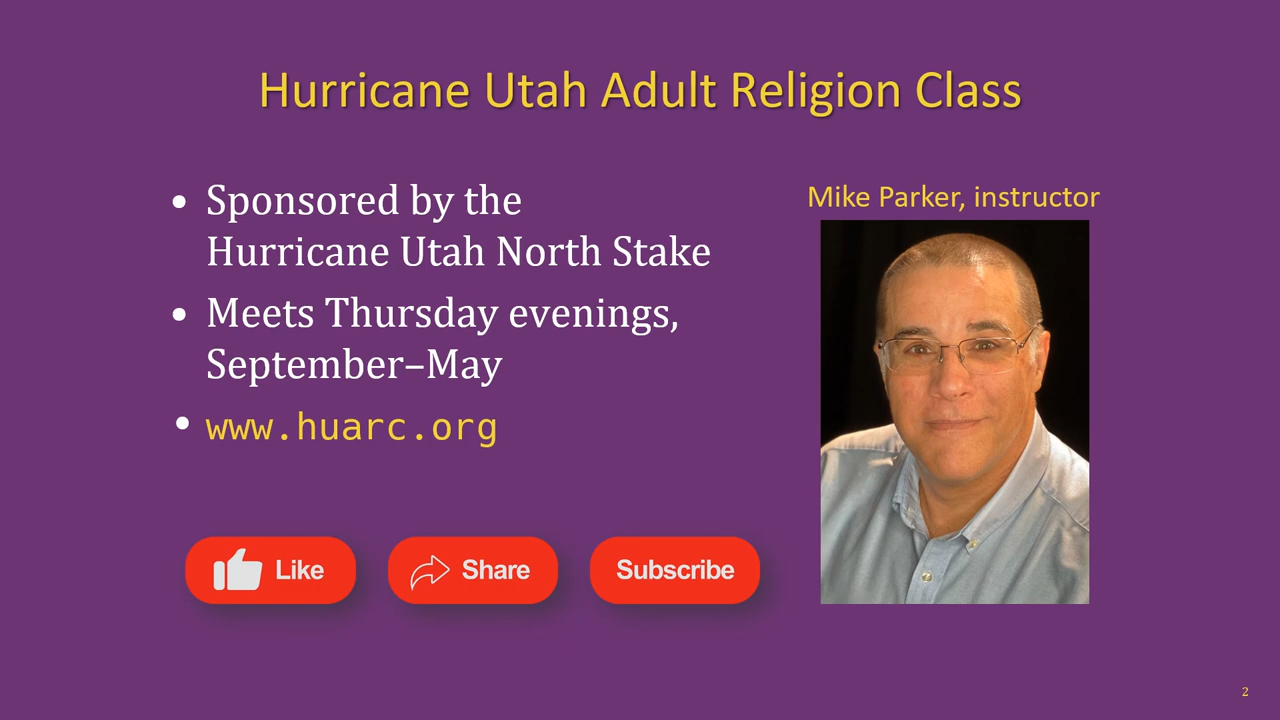 Hurricane Utah Adult Religion Class
• Sponsored by the
Hurricane Utah North Stake
• Meets Thursday evenings,
September–May
• www.huarc.org
Mike Parker, instructor
Like
Share
Subscribe
2